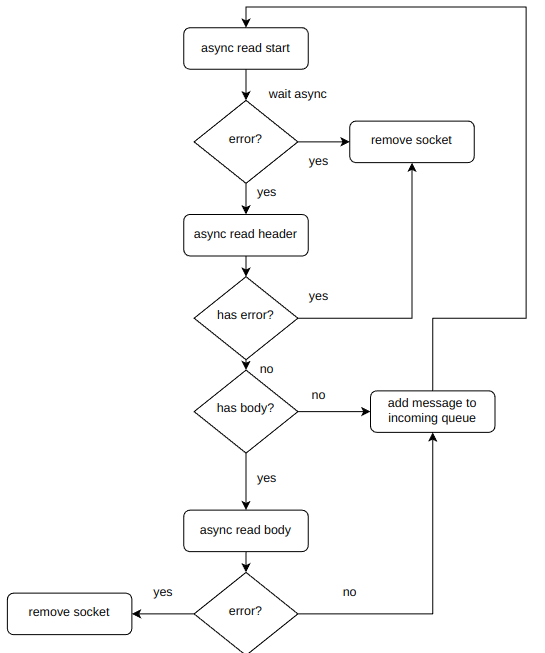 async read start
wait async
error?
yes
remove socket
yes
async read header
has error?
yes
no
has body?
no
add message to
incoming queue
yes
async read body
yes
no
error?
remove socket